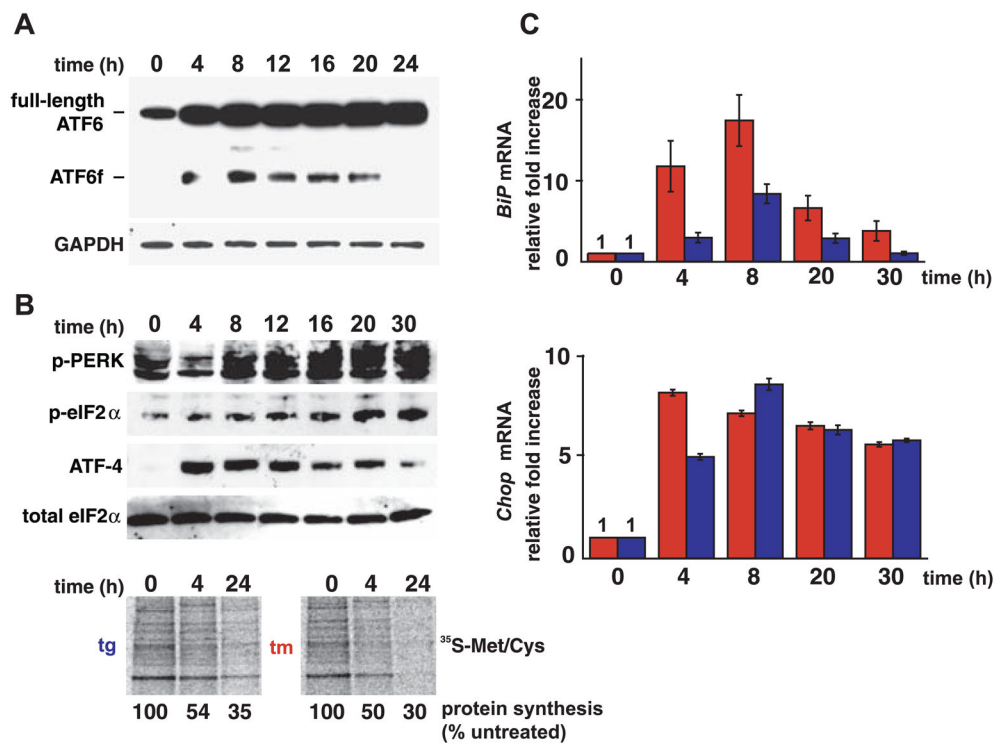 A
time (h) 0 4 8 12 16 20 24
full-length
ATF6
ATF6f
GAPDH
B
time (h) 0 4 8 12 16 20 30
p-PERK
p-eIF2α
ATF-4
total eIF2α
time (h) 0 4 24 0 4 24
tg tm 35S-Met/Cys
100 54 35 100 50 30 protein synthesis
(% untreated)
C
BiP mRNA
relative fold increase
20
10
0
1 1
0 4 8 20 30 time (h)
Chop mRNA
relative fold increase
10
5
0
1 1
0 4 8 20 30 time (h)